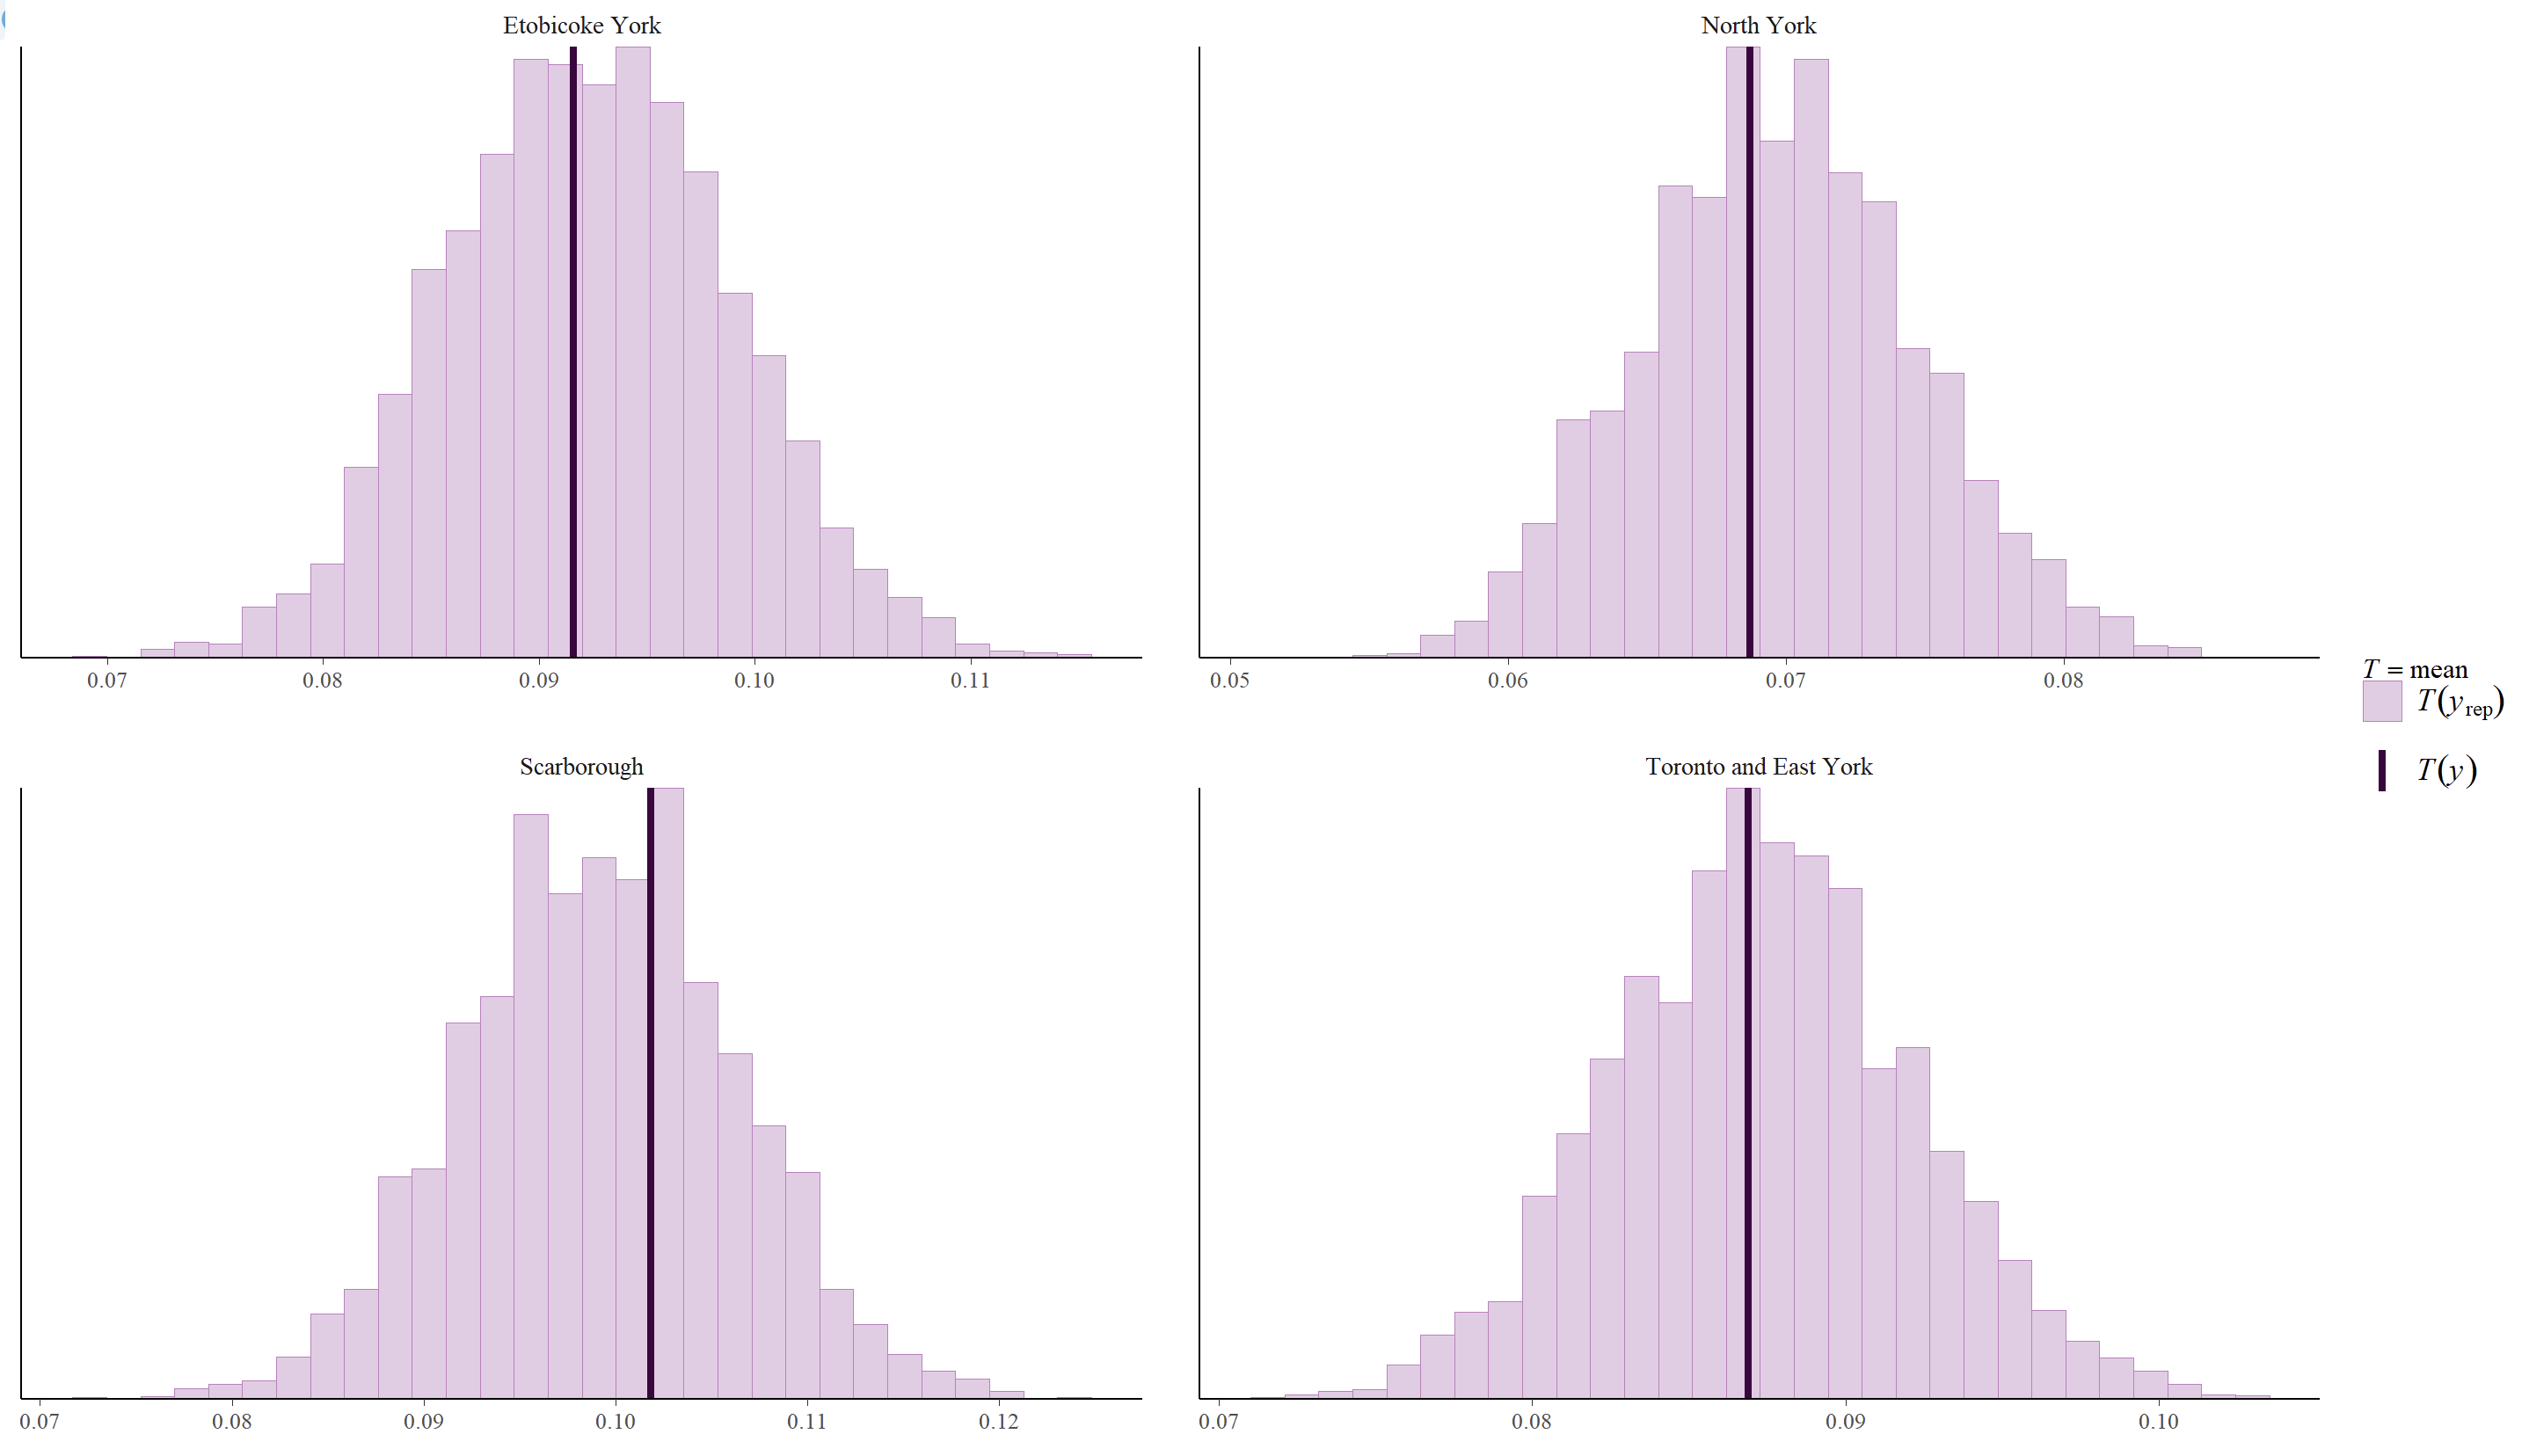 Etobicoke York
North York
0.07 0.08 0.09 0.10 0.11
0.05 0.06 0.07 0.08
Scarborough
Toronto and East York
0.07 0.08 0.09 0.10 0.11 0.12
0.07 0.08 0.09 0.10
T = mean
T(yrep)
T(y)